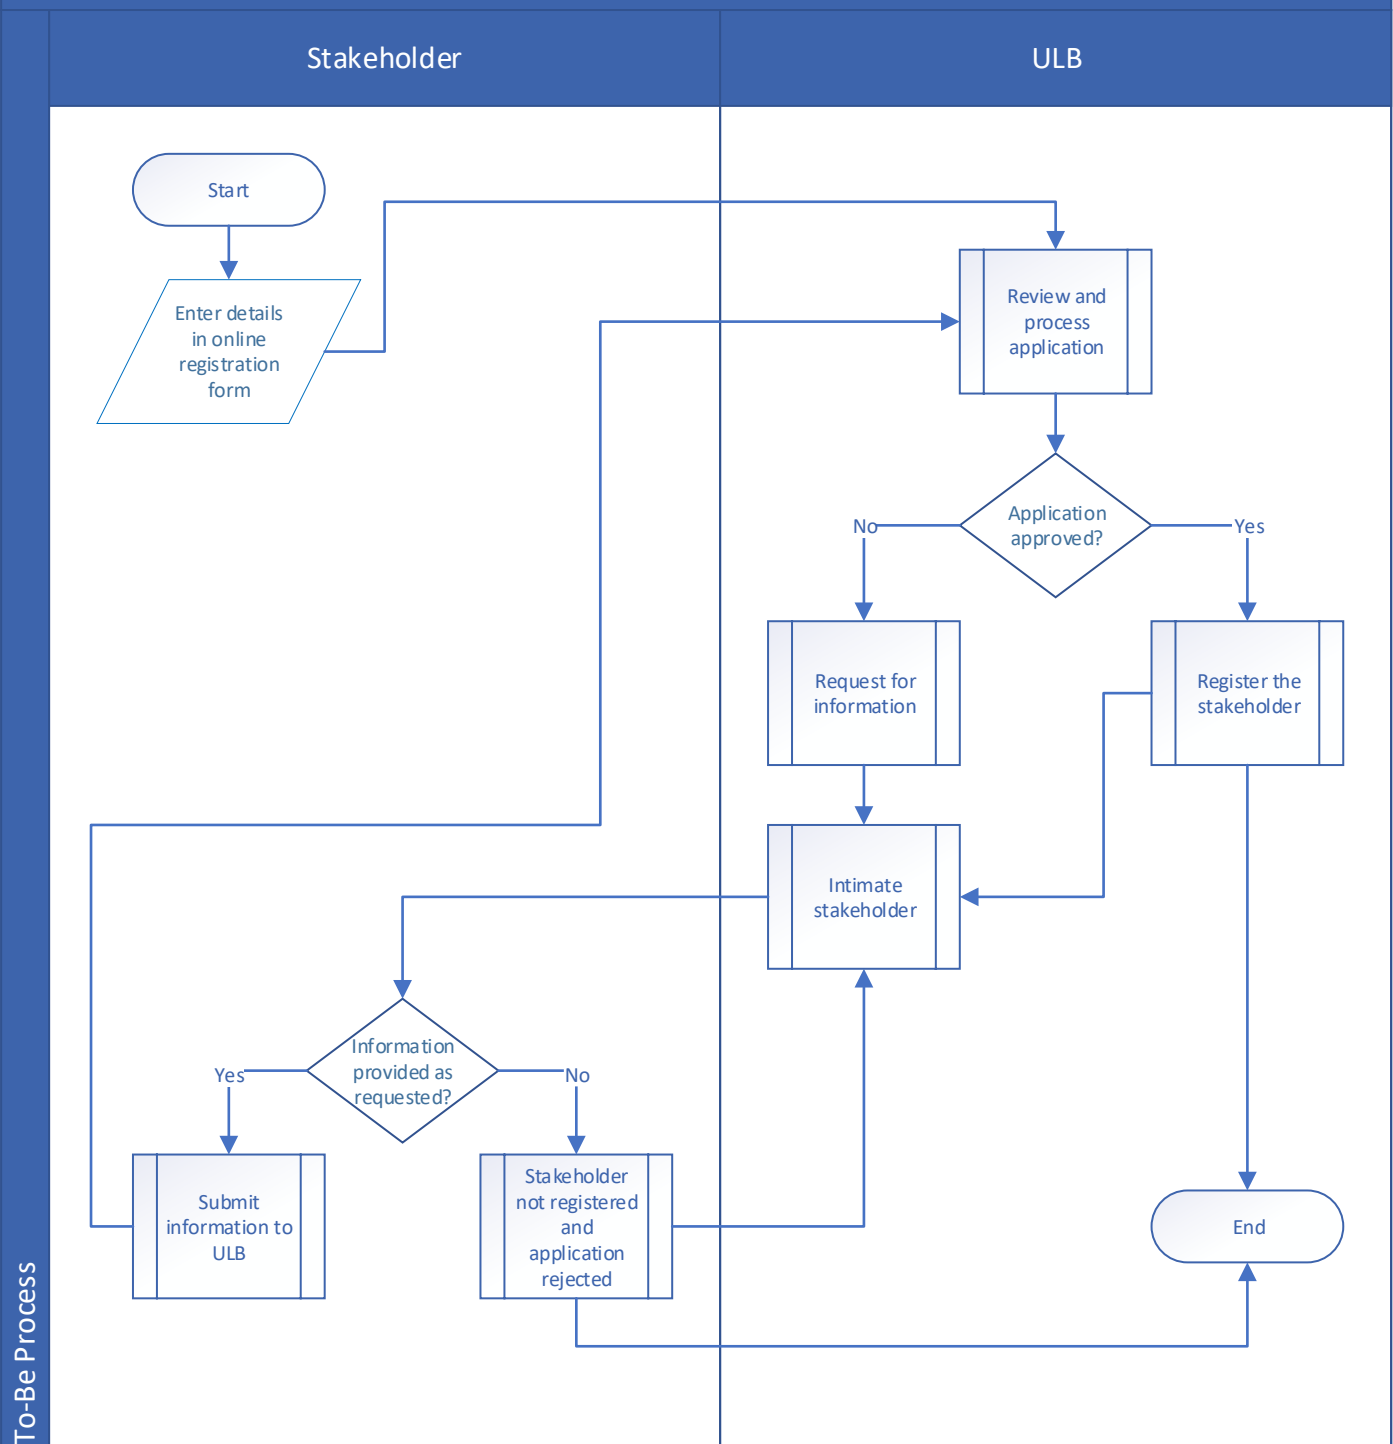 Stakeholder
ULB
Start
Enter details
in online
registration
form
Review and
process
application
Application
approved?
No
Yes
Request for
information
Register the
stakeholder
Intimate
stakeholder
Information
provided as
requested?
Yes
No
Submit
information to
ULB
Stakeholder
not registered
and
application
rejected
End
To-Be Process